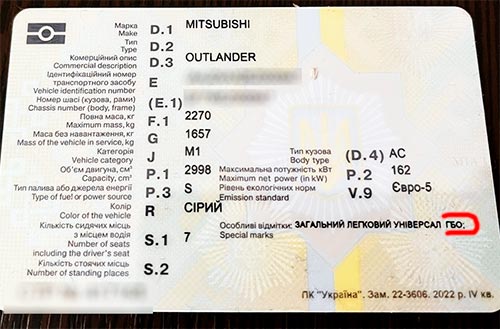 Марка
Make D.1 MITSUBISHI
Тип
Type D.2
Комерційний опис
Commercial description D.3 OUTLANDER
Ідентифікаційний номер
транспортного засобу
Vehicle identification number E
Номер шасі (кузова, рами)
Chassis number (body, frame) (E.1)
Повна маса, кг
Maximum mass, kg F.1 2270
Маса без навантаження, кг
Mass of the vehicle in service, kg G 1657
Категорія
Vehicle category J M1 Тип кузова
Body type (D.4) AC
Об'єм двигуна, см³
Capacity, cm³ P.1 2998 Максимальна потужність кВт
Maximum net power (in kW) P.2 162
Тип палива або джерела енергії
Type of fuel or power source P.3 S Рівень екологічних норм
Emission standard V.9 Євро-5
Колір
Color of the vehicle R СІРИЙ
Кількість сидячих місць
з місцем водія
Number of seats
including the driver's seat S.1 7 Особливі відмітки: ЗАГАЛЬНИЙ ЛЕГКОВИЙ УНІВЕРСАЛ ГБО;
Special marks
Кількість стоячих місць
Number of standing places S.2
ПК "Україна". Зам. 22-3606. 2022 р. IV кв.